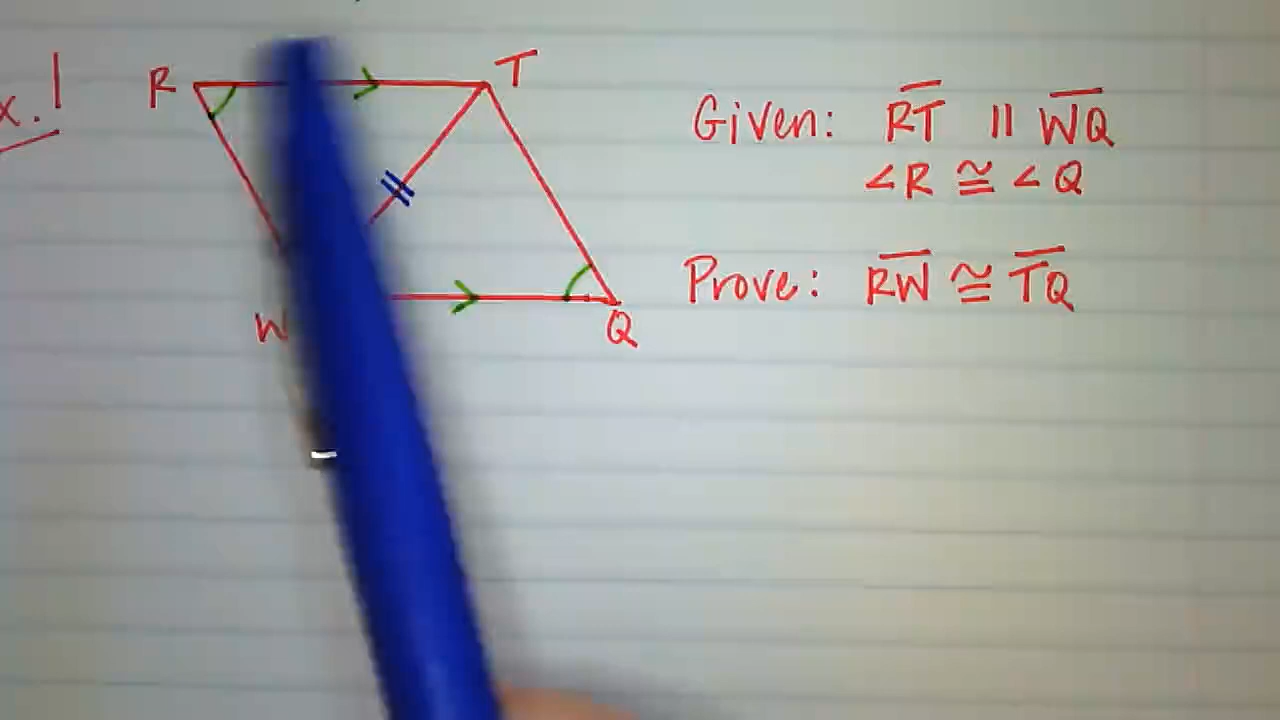 x. 1
R
T
W
Q
Given: RT || WQ
∠R ≅ ∠Q
Prove: RW ≅ TQ